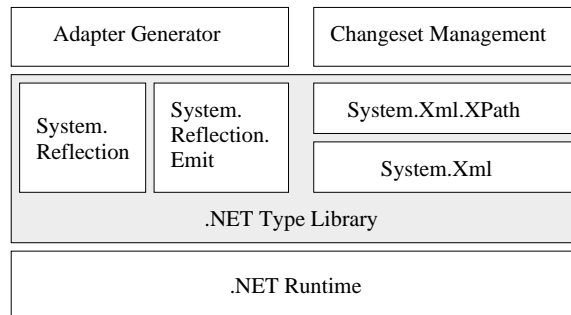 Adapter Generator
Changeset Management
System.
Reflection
System.
Reflection.
Emit
System.Xml.XPath
System.Xml
.NET Type Library
.NET Runtime